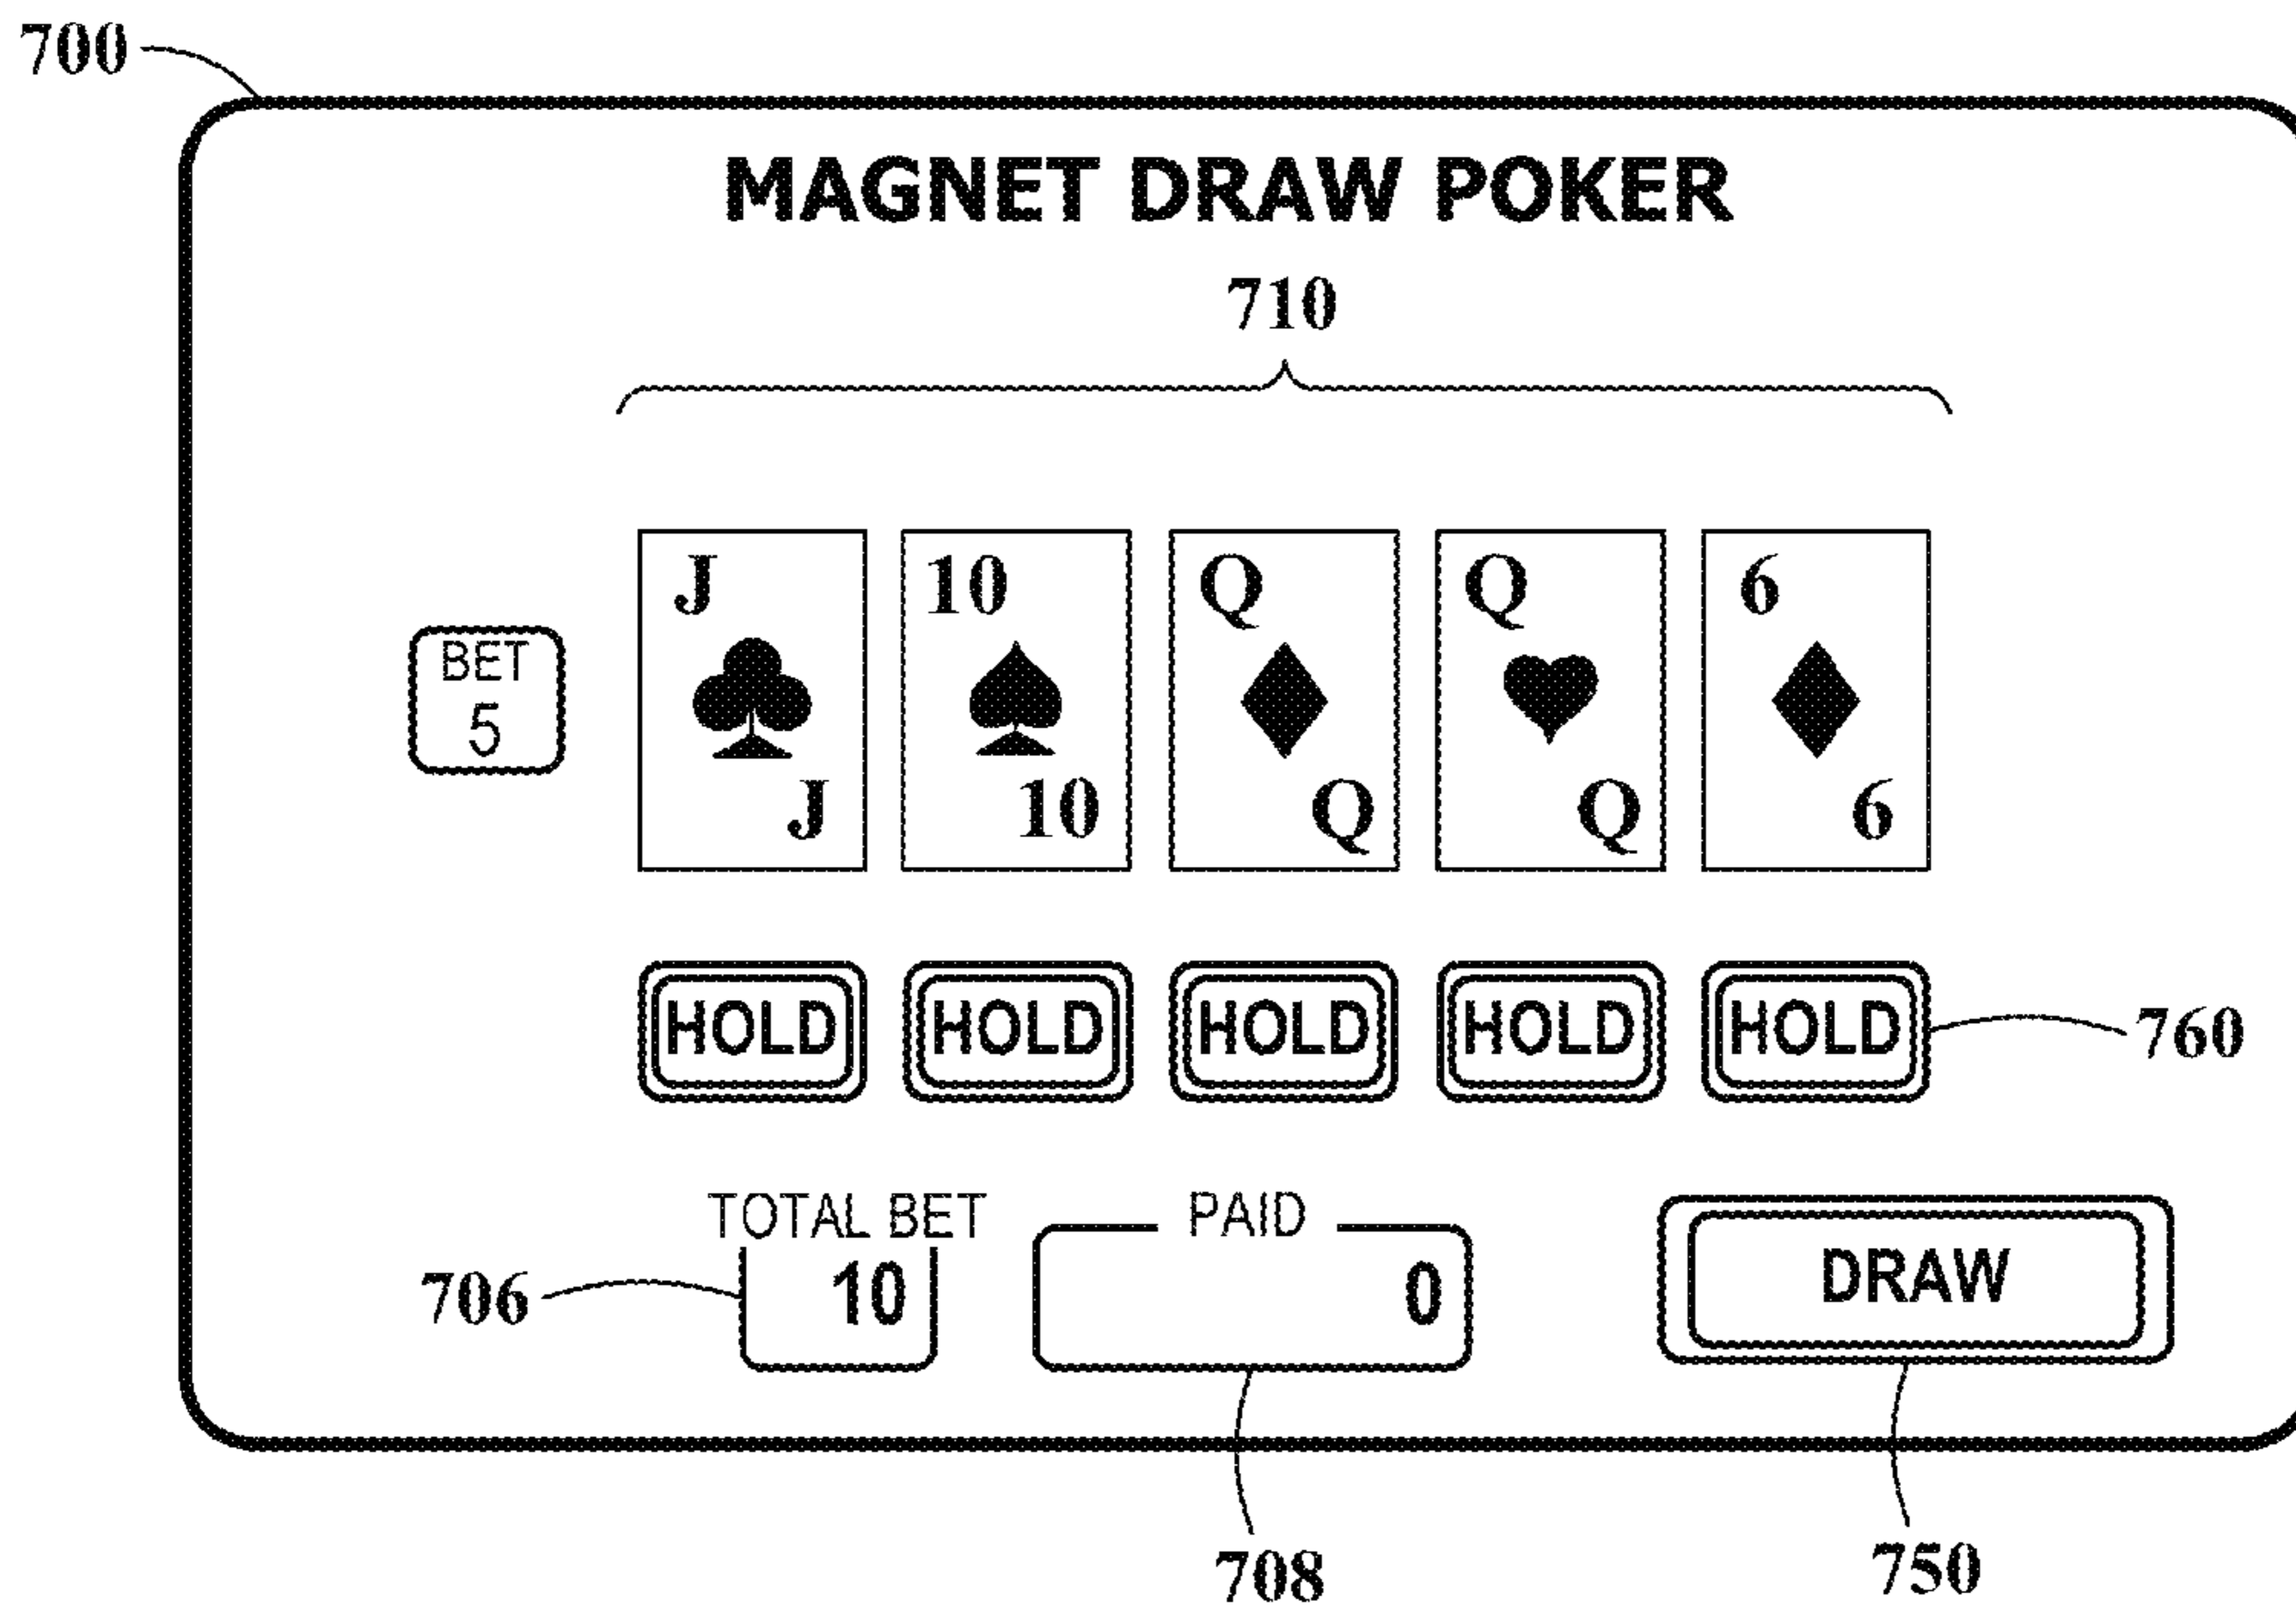 700
MAGNET DRAW POKER
710
J 10 Q Q 6
BET
5
J 10 Q Q 6
HOLD HOLD HOLD HOLD HOLD 760
TOTAL BET PAID
706 10 0 DRAW
708 750